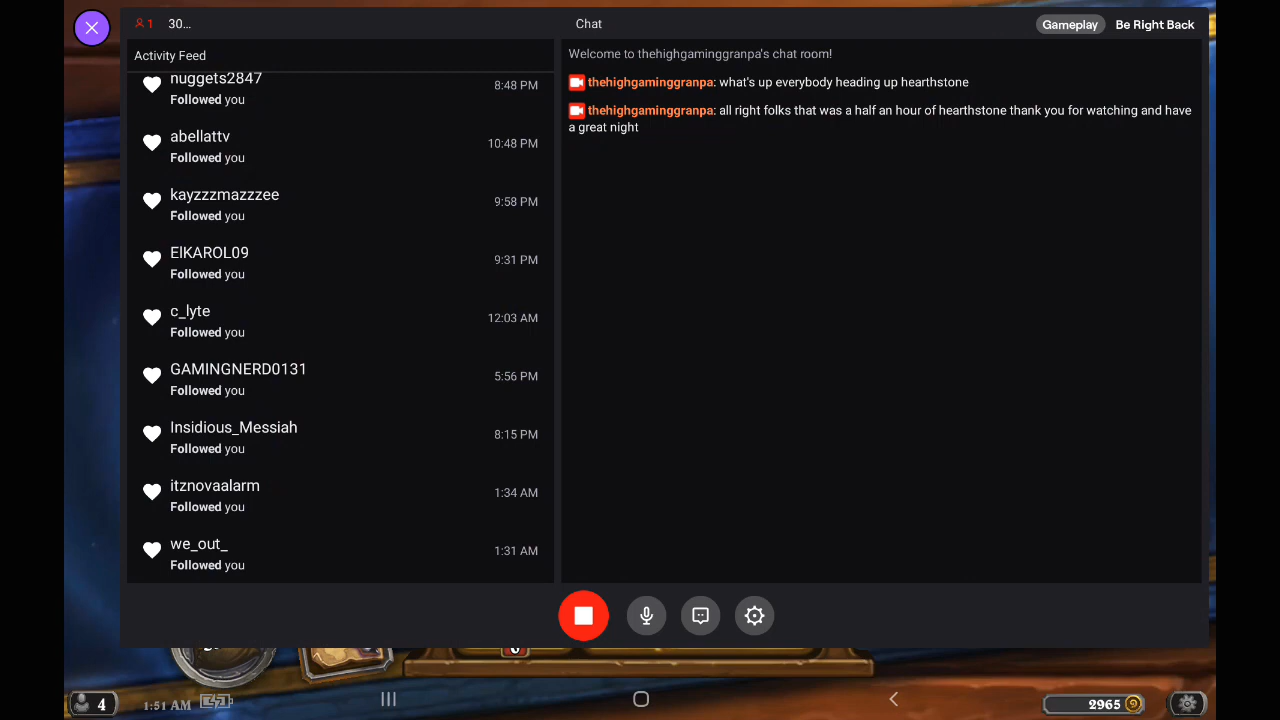 1 30...
Chat
Gameplay Be Right Back
Activity Feed
nuggets2847
Followed you
8:48 PM
abellattv
Followed you
10:48 PM
kayzzzmazzzee
Followed you
9:58 PM
ElKAROL09
Followed you
9:31 PM
c_lyte
Followed you
12:03 AM
GAMINGNERD0131
Followed you
5:56 PM
Insidious_Messiah
Followed you
8:15 PM
itznovaalarm
Followed you
1:34 AM
we_out_
Followed you
1:31 AM
Welcome to thehighgaminggranpa's chat room!
thehighgaminggranpa: what's up everybody heading up hearthstone
thehighgaminggranpa: all right folks that was a half an hour of hearthstone thank you for watching and have
a great night
4 1:51 AM
2965